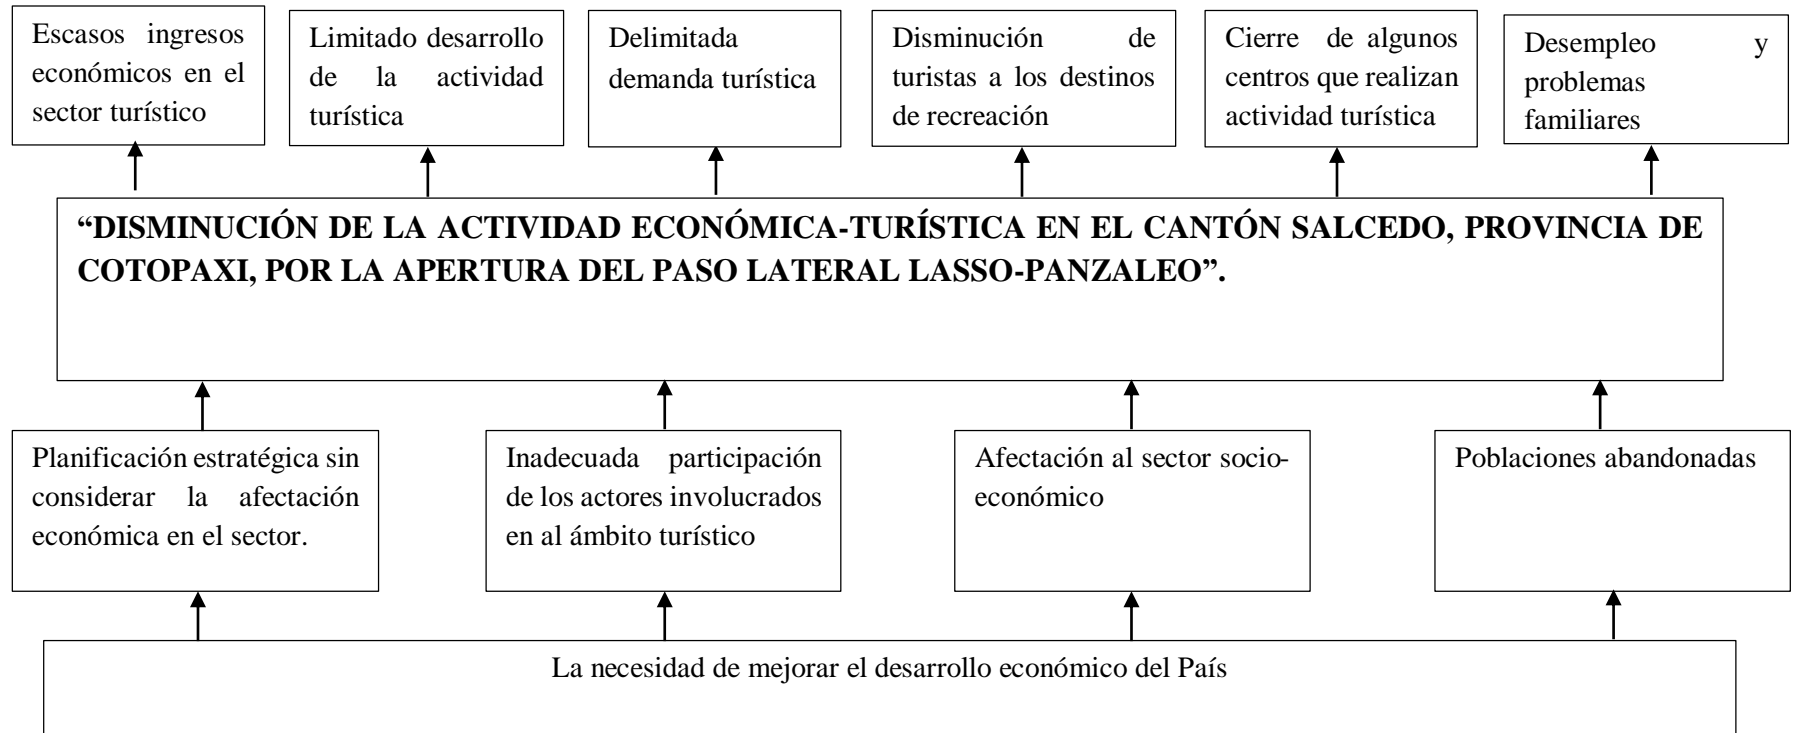 Escasos ingresos
económicos en el
sector turístico
Limitado desarrollo
de la actividad
turística
Delimitada
demanda turística
Disminución de
turistas a los destinos
de recreación
Cierre de algunos
centros que realizan
actividad turística
Desempleo y
problemas
familiares
“DISMINUCIÓN DE LA ACTIVIDAD ECONÓMICA-TURÍSTICA EN EL CANTÓN SALCEDO, PROVINCIA DE
COTOPAXI, POR LA APERTURA DEL PASO LATERAL LASSO-PANZALEO”.
Planificación estratégica sin
considerar la afectación
económica en el sector.
Inadecuada participación
de los actores involucrados
en al ámbito turístico
Afectación al sector socio-
económico
Poblaciones abandonadas
La necesidad de mejorar el desarrollo económico del País